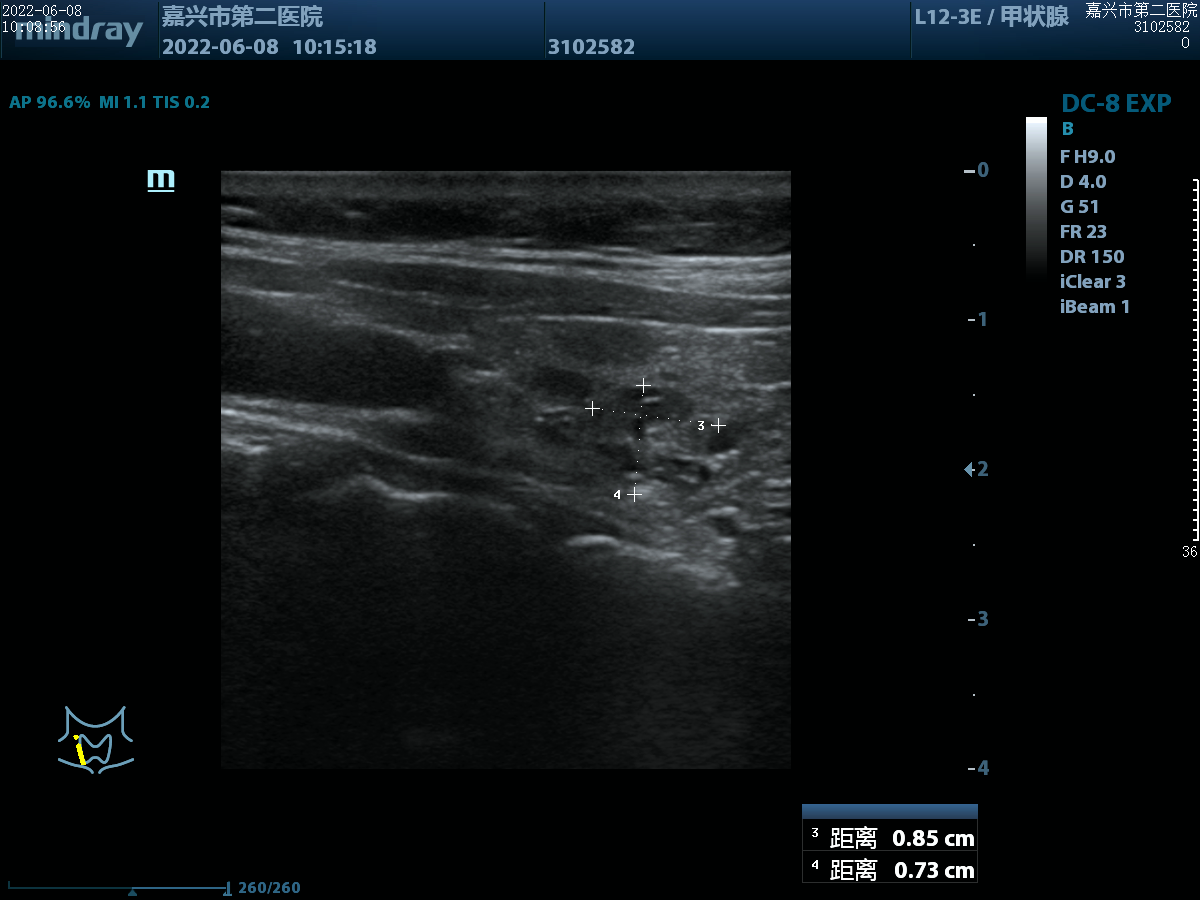 2022-06-08
10:08:56
mindray
嘉兴市第二医院
2022-06-08 10:15:18
3102582
L12-3E / 甲状腺
嘉兴市第二医院
3102582
0
AP 96.6% MI 1.1 TIS 0.2
DC-8 EXP
B
F H9.0
D 4.0
G 51
FR 23
DR 150
iClear 3
iBeam 1
m
0
1
2
3
4
36
3
4
3 距离 0.85 cm
4 距离 0.73 cm
260/260